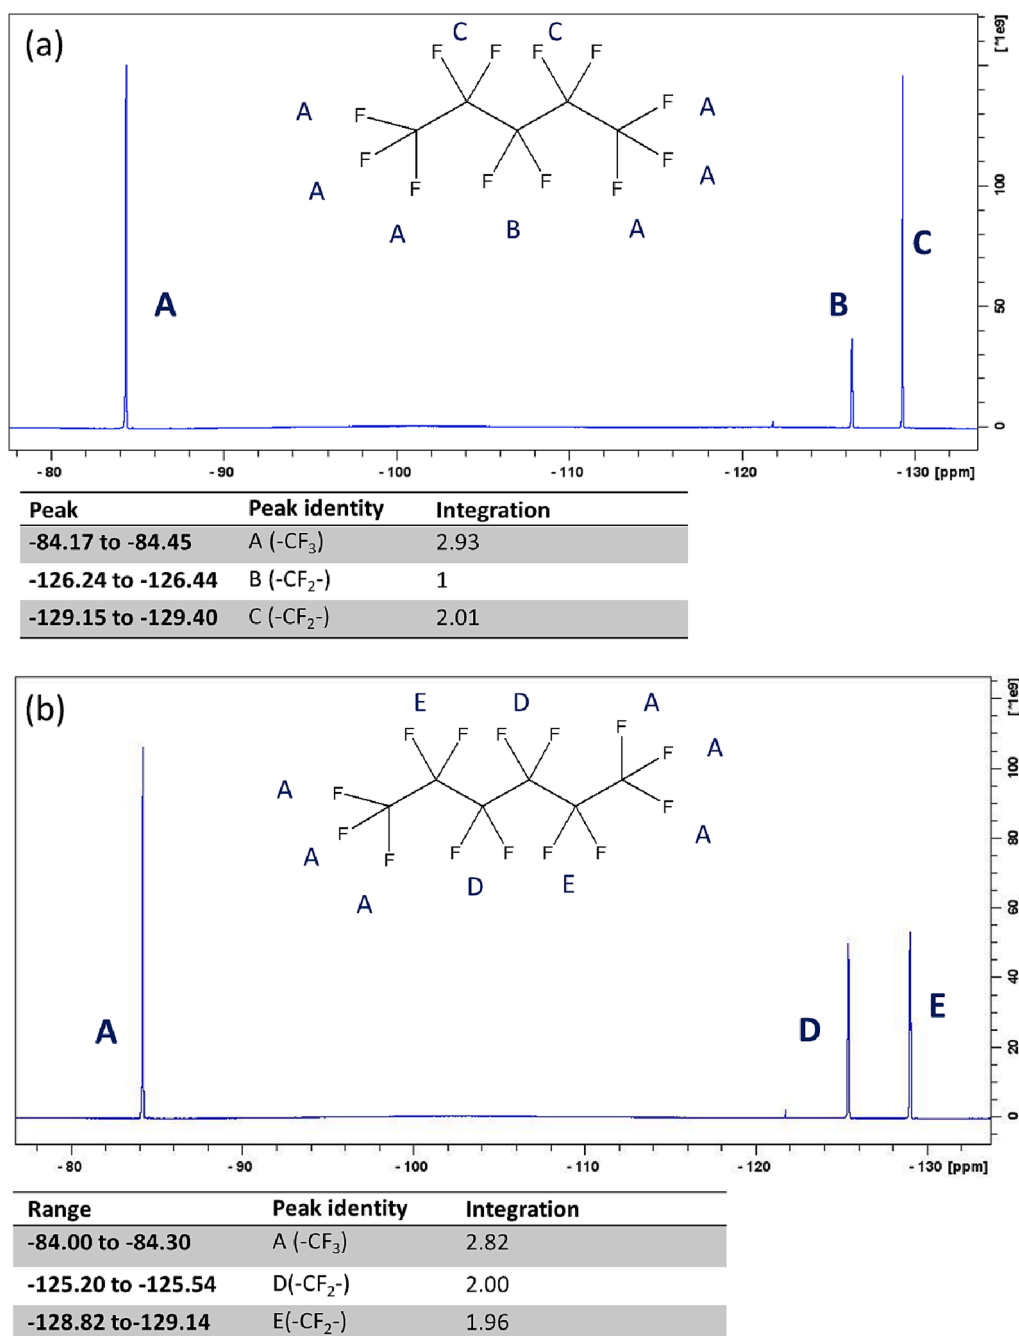 (a)
C C
F F F F
A F F A
F F A
F F F F
A A B A
A B C
[*1e9]
100
50
0
-80 -90 -100 -110 -120 -130 [ppm]
Peak Peak identity Integration
-84.17 to -84.45 A (-CF₃) 2.93
-126.24 to -126.44 B (-CF₂-) 1
-129.15 to -129.40 C (-CF₂-) 2.01
(b)
E D A
F F F F F
A F F A
F F A
F F F F F
A D E
A
A D E
[*1e9]
100
80
60
40
20
0
-80 -90 -100 -110 -120 -130 [ppm]
Range Peak identity Integration
-84.00 to -84.30 A (-CF₃) 2.82
-125.20 to -125.54 D(-CF₂-) 2.00
-128.82 to-129.14 E(-CF₂-) 1.96